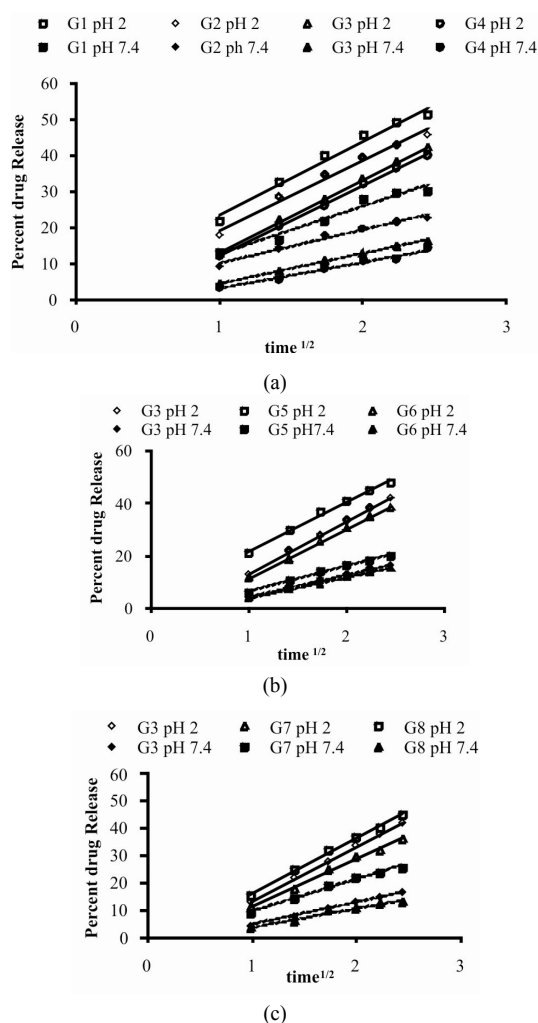 G1 pH 2 G2 pH 2 G3 pH 2 G4 pH 2
G1 pH 7.4 G2 ph 7.4 G3 pH 7.4 G4 pH 7.4
Percent drug Release
60
50
40
30
20
10
0
0 1 2 3
time 1/2
(a)
G3 pH 2 G5 pH 2 G6 pH 2
G3 pH 7.4 G5 pH7.4 G6 pH 7.4
Percent drug Release
60
40
20
0
0 1 2 3
time 1/2
(b)
G3 pH 2 G7 pH 2 G8 pH 2
G3 pH 7.4 G7 pH 7.4 G8 pH 7.4
Percent drug Release
60
50
40
30
20
10
0
0 1 2 3
time1/2
(c)